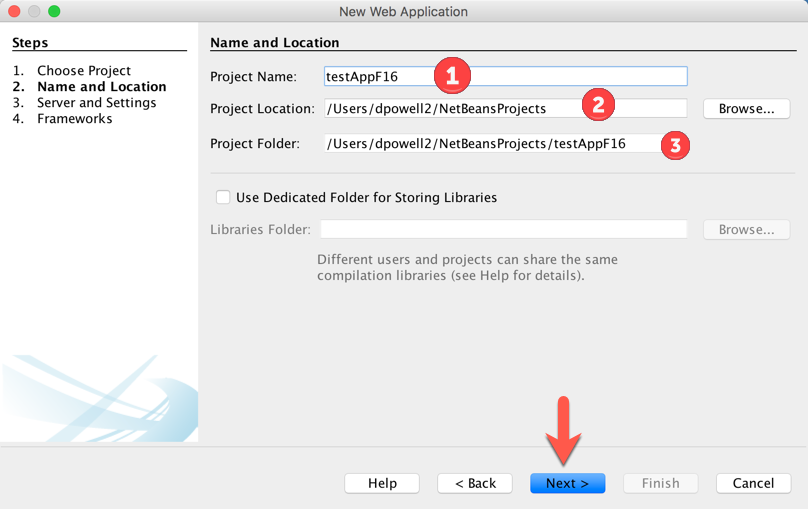 New Web Application
Steps
1. Choose Project
2. Name and Location
3. Server and Settings
4. Frameworks
Name and Location
Project Name: testAppF16 1
Project Location: /Users/dpowell2/NetBeansProjects 2 Browse...
Project Folder: /Users/dpowell2/NetBeansProjects/testAppF16 3
Use Dedicated Folder for Storing Libraries
Libraries Folder: Browse...
Different users and projects can share the same
compilation libraries (see Help for details).
Help < Back Next > Finish Cancel